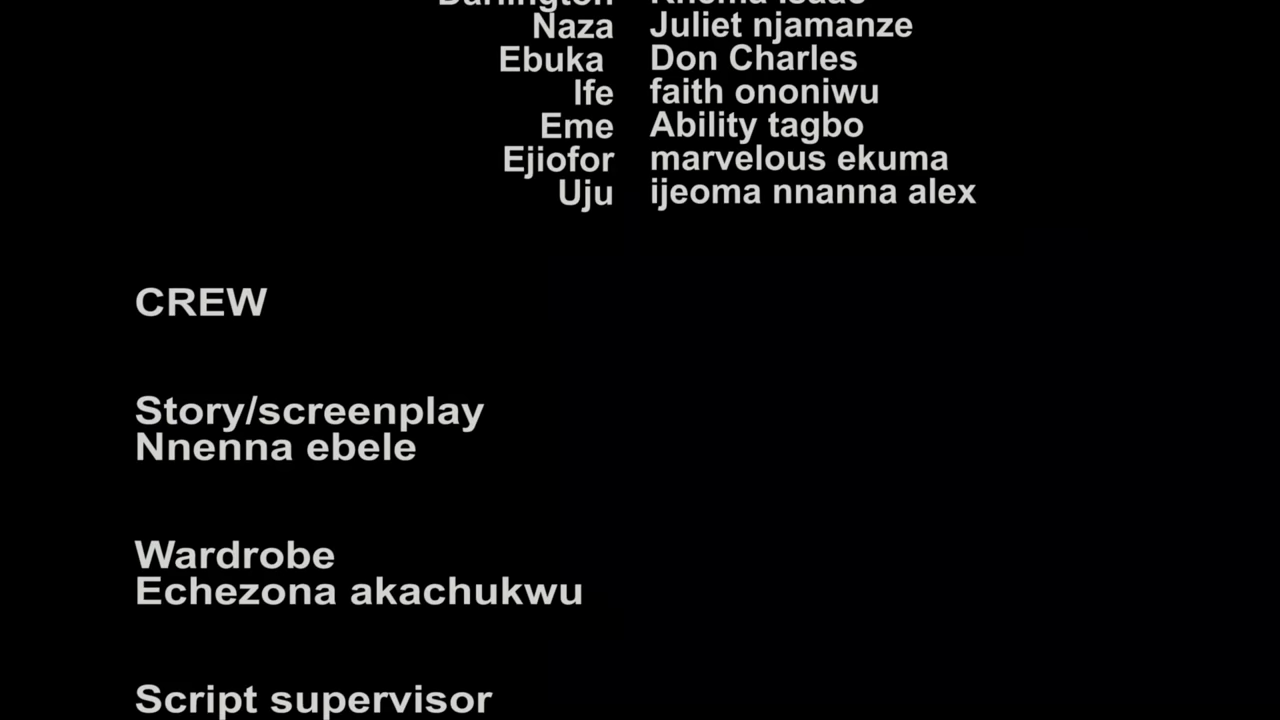 Darlington
Naza Juliet njamanze
Ebuka Don Charles
Ife faith ononiwu
Eme Ability tagbo
Ejiofor marvelous ekuma
Uju ijeoma nnanna alex
CREW
Story/screenplay
Nnenna ebele
Wardrobe
Echezona akachukwu
Script supervisor